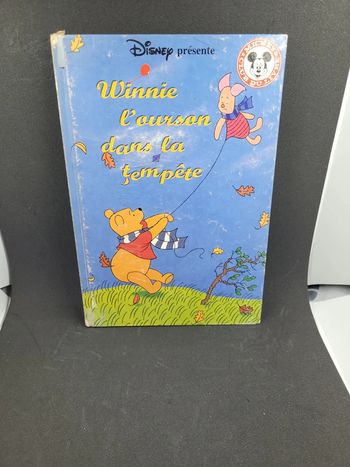 Disney présente
Winnie
l'ourson
dans la
tempête